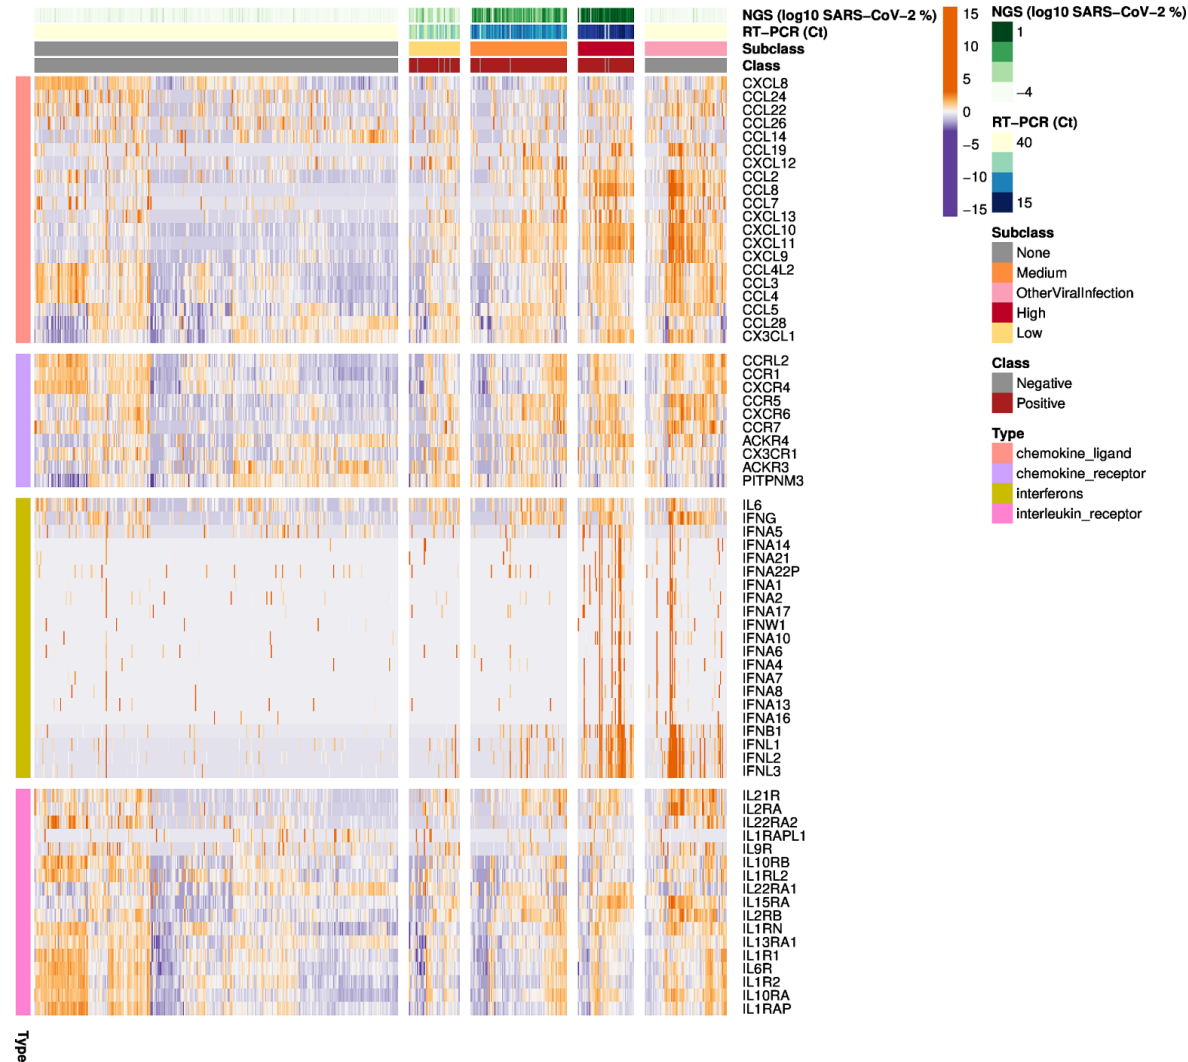 NGS (log10 SARS−CoV−2 %)
RT−PCR (Ct)
Subclass
Class
CXCL8
CCL24
CCL22
CCL26
CCL14
CCL19
CXCL12
CCL2
CCL8
CCL7
CXCL13
CXCL10
CXCL11
CXCL9
CCL4L2
CCL3
CCL4
CCL5
CCL28
CX3CL1
CCRL2
CCR1
CXCR4
CCR5
CXCR6
CCR7
ACKR4
CX3CR1
ACKR3
PITPNM3
IL6
IFNG
IFNA5
IFNA14
IFNA21
IFNA22P
IFNA1
IFNA2
IFNA17
IFNW1
IFNA10
IFNA6
IFNA4
IFNA7
IFNA8
IFNA13
IFNA16
IFNB1
IFNL1
IFNL2
IFNL3
IL21R
IL2RA
IL22RA2
IL1RAPL1
IL9R
IL10RB
IL1RL2
IL22RA1
IL15RA
IL2RB
IL1RN
IL13RA1
IL1R1
IL6R
IL1R2
IL10RA
IL1RAP
Type
15
10
5
0
−5
−10
−15
NGS (log10 SARS−CoV−2 %)
1
−4
RT−PCR (Ct)
40
15
Subclass
None
Medium
OtherViralInfection
High
Low
Class
Negative
Positive
Type
chemokine_ligand
chemokine_receptor
interferons
interleukin_receptor